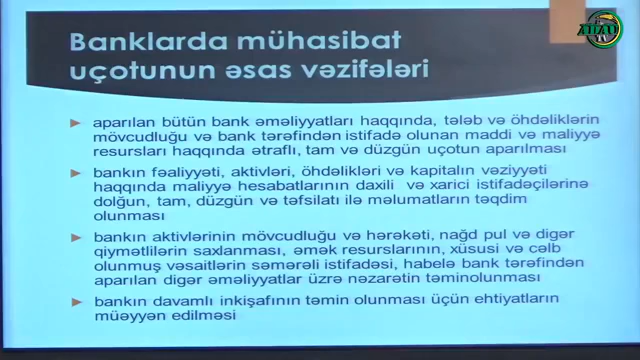 Banklarda mühasibat
uçotunun əsas vəzifələri
aparılan bütün bank əməliyyatları haqqında, tələb və öhdəliklərin
mövcudluğu və bank tərəfindən istifadə olunan maddi və maliyyə
resursları haqqında ətraflı, tam və düzgün uçotun aparılması
bankın fəaliyyəti, aktivləri, öhdəlikləri və kapitalın vəziyyəti
haqqında maliyyə hesabatlarının daxili və xarici istifadəçilərinə
dolğun, tam, düzgün və təfsilatı ilə məlumatların təqdim
olunması
bankın aktivlərinin mövcudluğu və hərəkəti, nağd pul və digər
qiymətlilərin saxlanması, əmək resurslarının, xüsusi və cəlb
olunmuş vəsaitlərin səmərəli istifadəsi, habelə bank tərəfindən
aparılan digər əməliyyatlar üzrə nəzarətin təminolunması
bankın davamlı inkişafının təmin olunması üçün ehtiyatların
müəyyən edilməsi